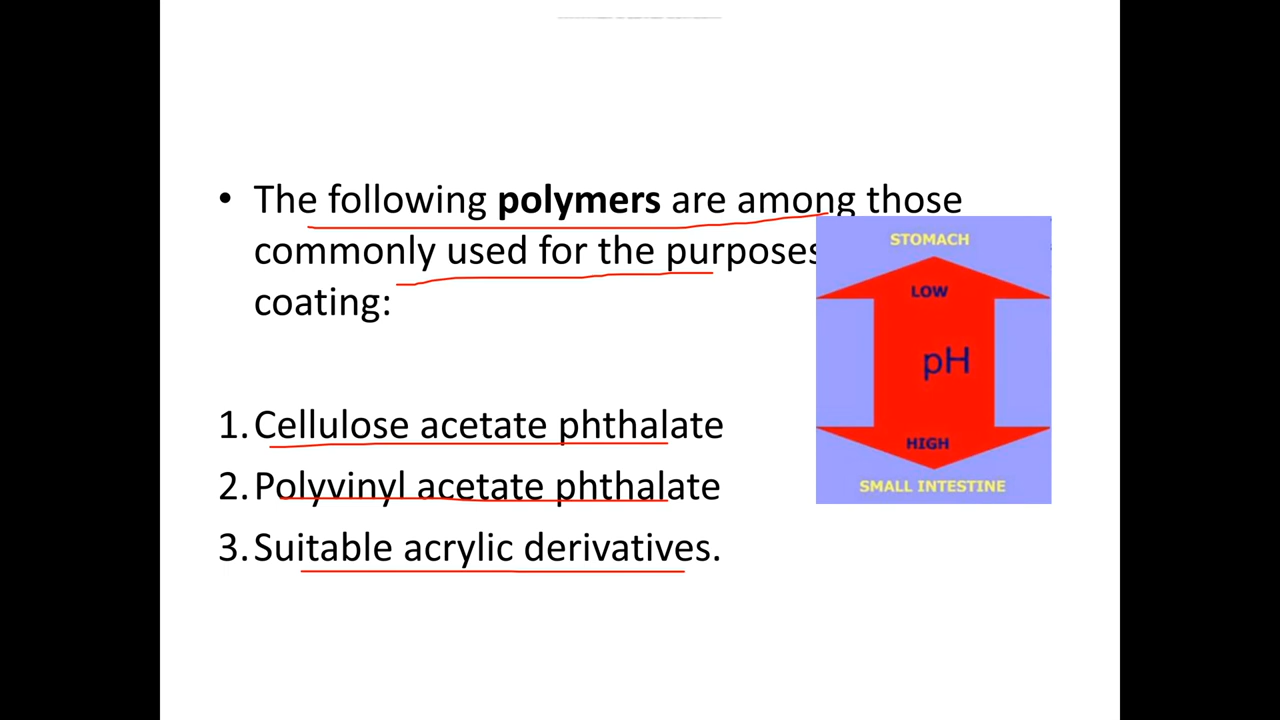 • The following polymers are among those
commonly used for the purposes
coating:
1. Cellulose acetate phthalate
2. Polyvinyl acetate phthalate
3. Suitable acrylic derivatives.
STOMACH
LOW
pH
HIGH
SMALL INTESTINE